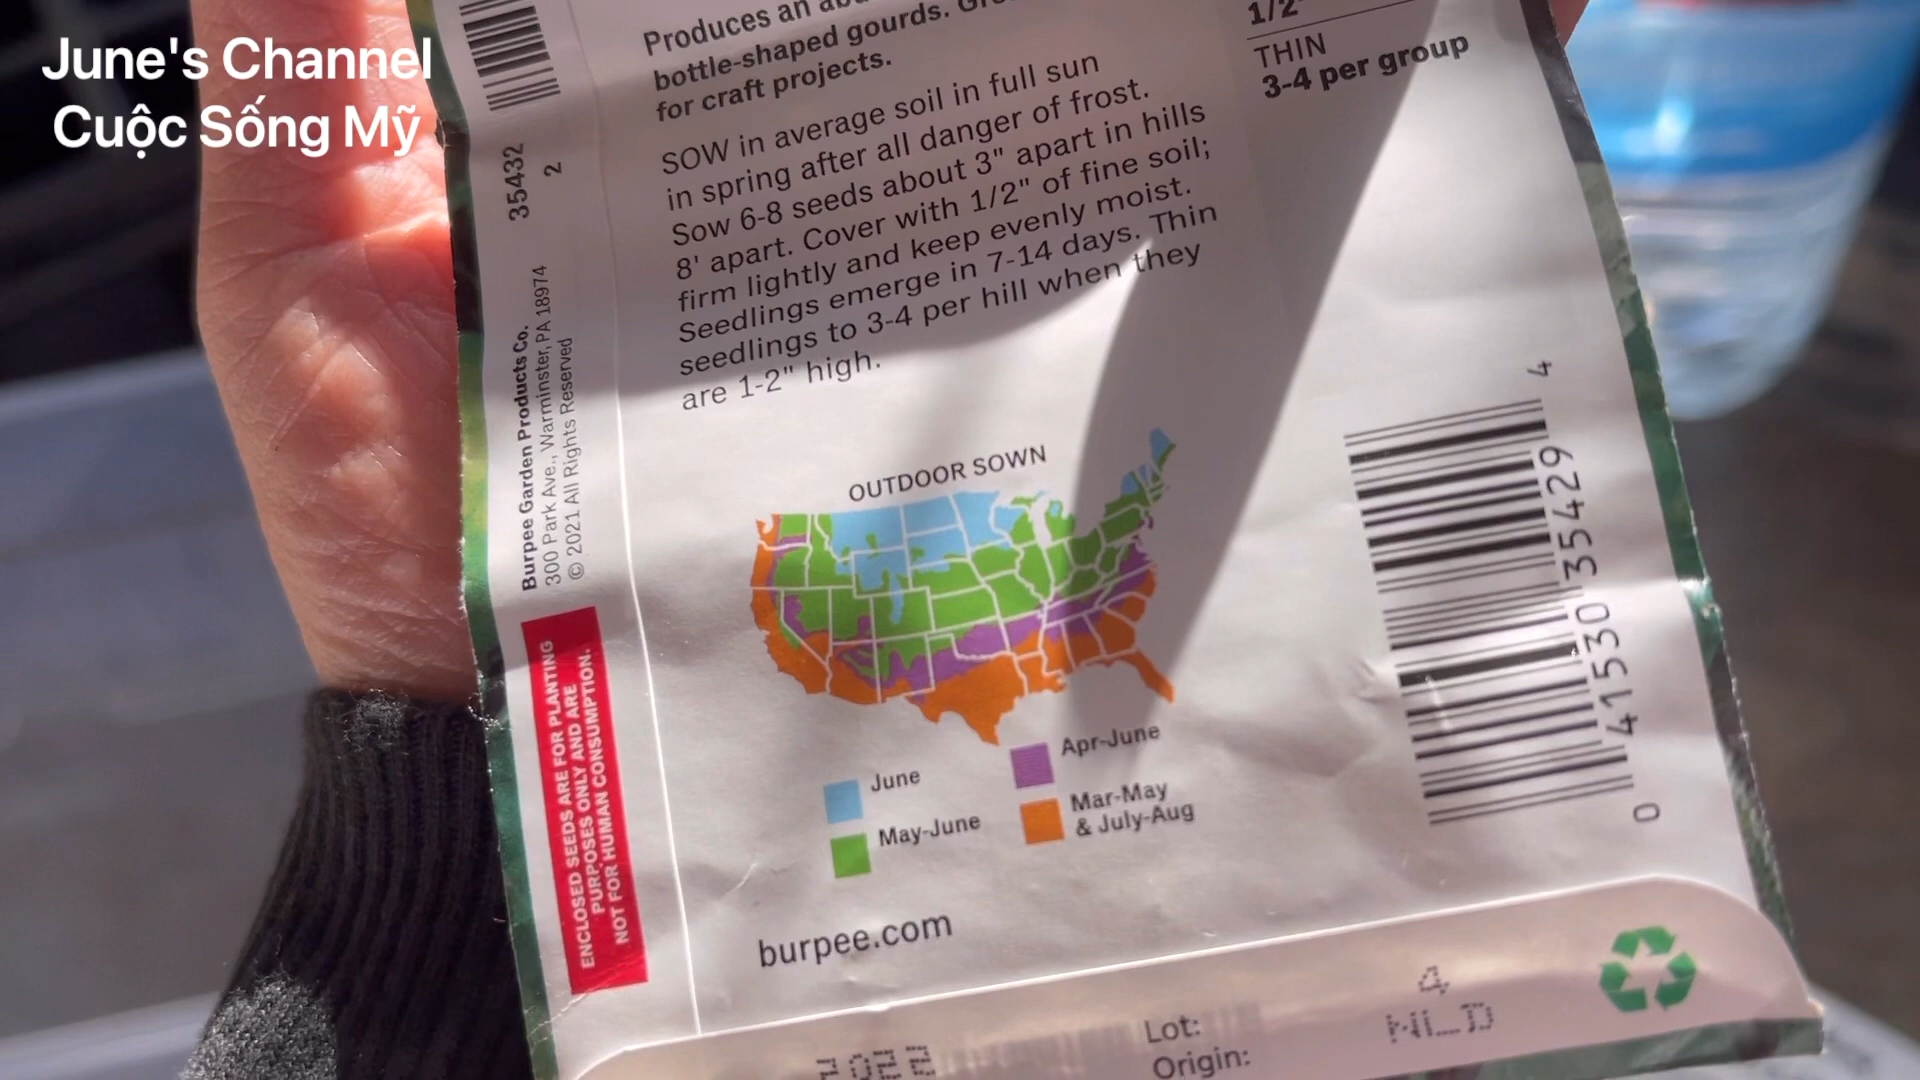 June's Channel
Cuộc Sống Mỹ
Produces an
bottle-shaped gourds.
for craft projects.
SOW in average soil in full sun
in spring after all danger of frost.
Sow 6-8 seeds about 3" apart in hills
8' apart. Cover with 1/2" of fine soil;
firm lightly and keep evenly moist.
Seedlings emerge in 7-14 days. Thin
seedlings to 3-4 per hill when they
are 1-2" high.
1/2"
THIN
3-4 per group
35432
2
Burpee Garden Products Co.
300 Park Ave., Warminster, PA 18974
© 2021 All Rights Reserved
ENCLOSED SEEDS ARE FOR PLANTING
PURPOSES ONLY AND ARE
NOT FOR HUMAN CONSUMPTION.
OUTDOOR SOWN
June
May-June
Apr-June
Mar-May
& July-Aug
burpee.com
0 41530 35429 4
Lot:
Origin:
4
2022